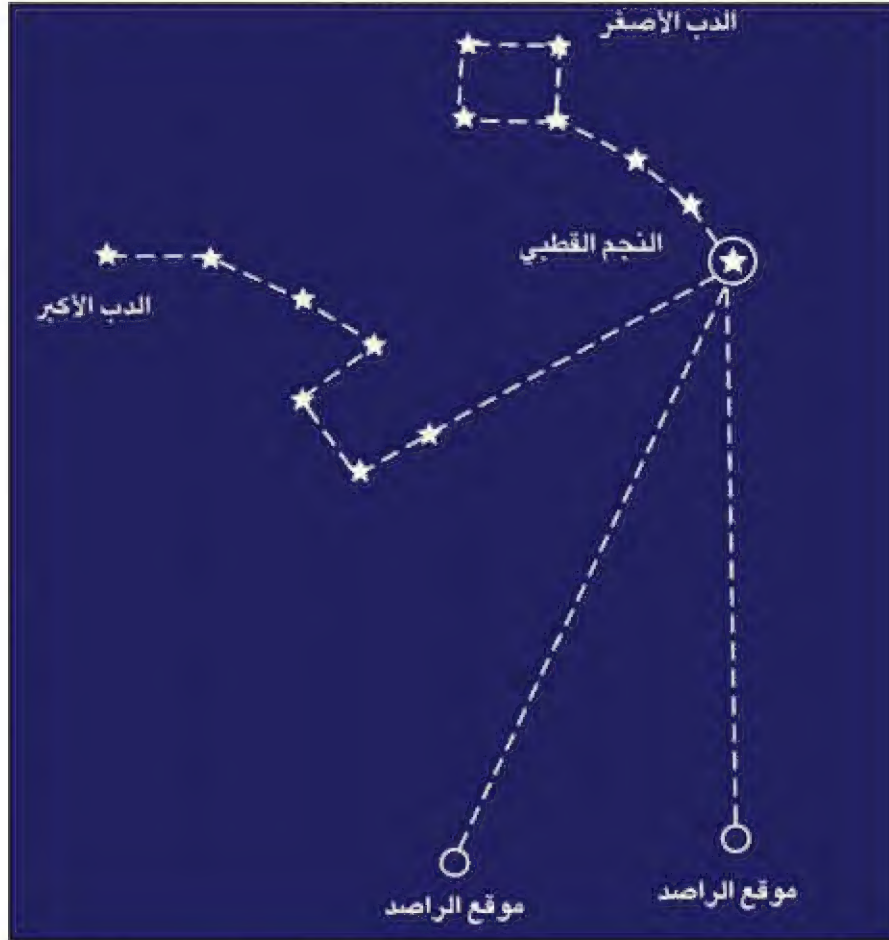 الدب الأصغر
النجم القطبي
الدب الأكبر
موقع الراصد
موقع الراصد